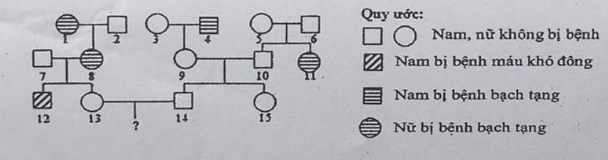 Quy ước:
Nam, nữ không bị bệnh
Nam bị bệnh máu khó đông
Nam bị bệnh bạch tạng
Nữ bị bệnh bạch tạng
1 2 3 4 5 6
7 8 9 10 11
12 13 ? 14 15